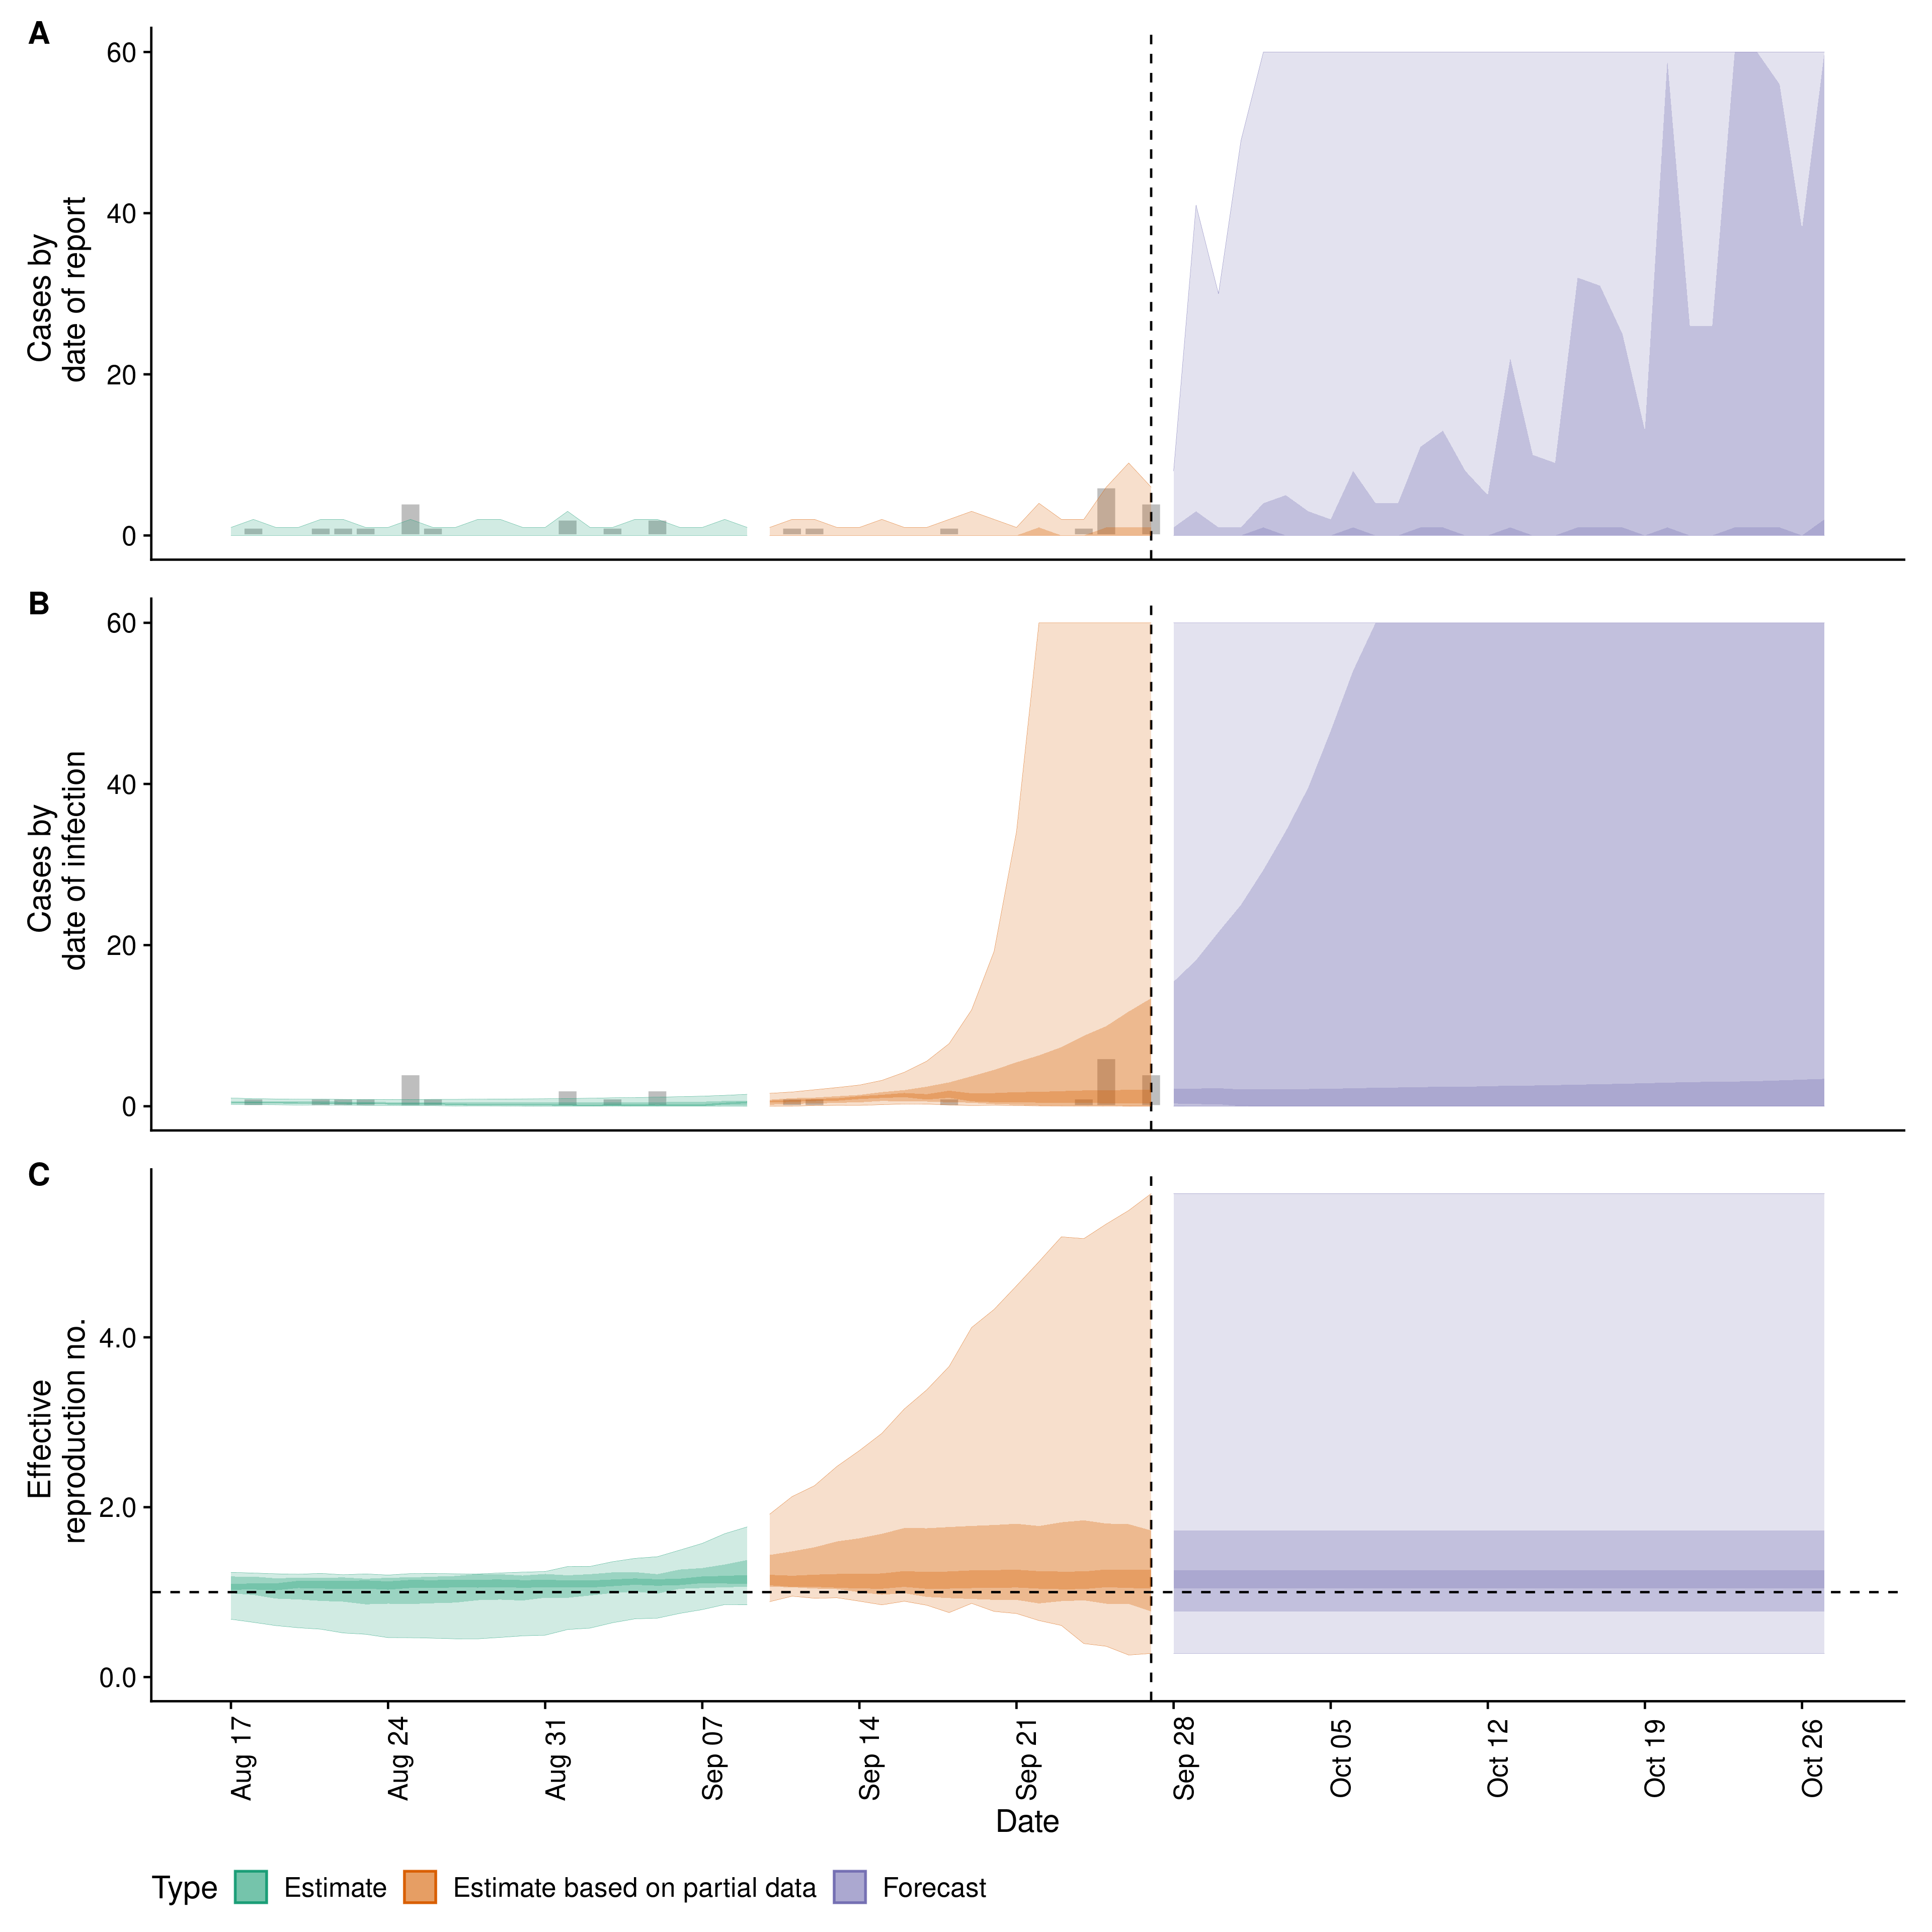 A
Cases by
date of report
60
40
20
0
B
Cases by
date of infection
60
40
20
0
C
Effective
reproduction no.
4.0
2.0
0.0
Aug 17
Aug 24
Aug 31
Sep 07
Sep 14
Sep 21
Sep 28
Oct 05
Oct 12
Oct 19
Oct 26
Date
Type Estimate Estimate based on partial data Forecast